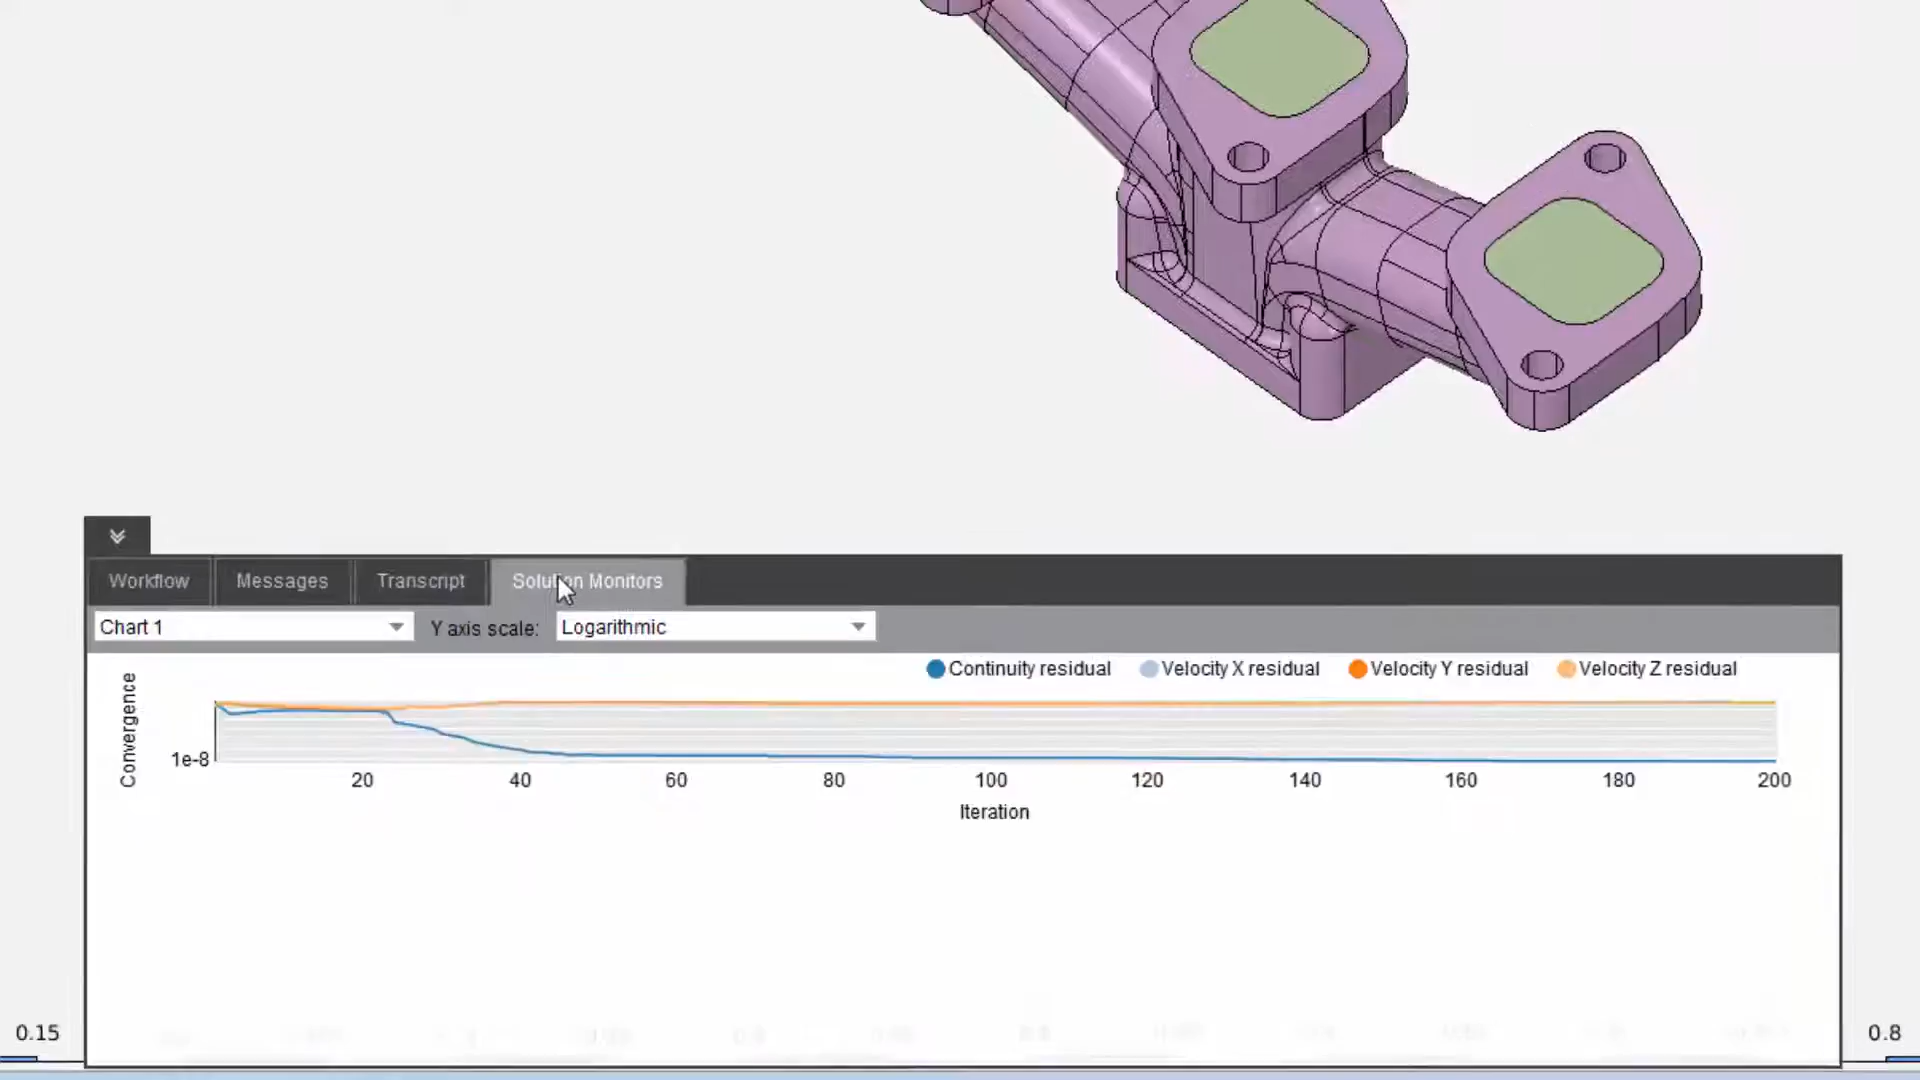 Workflow Messages Transcript Solution Monitors
Chart 1 Y axis scale: Logarithmic
Continuity residual Velocity X residual Velocity Y residual Velocity Z residual
Convergence
1e-8
20 40 60 80 100 120 140 160 180 200
Iteration
0.15 0.8